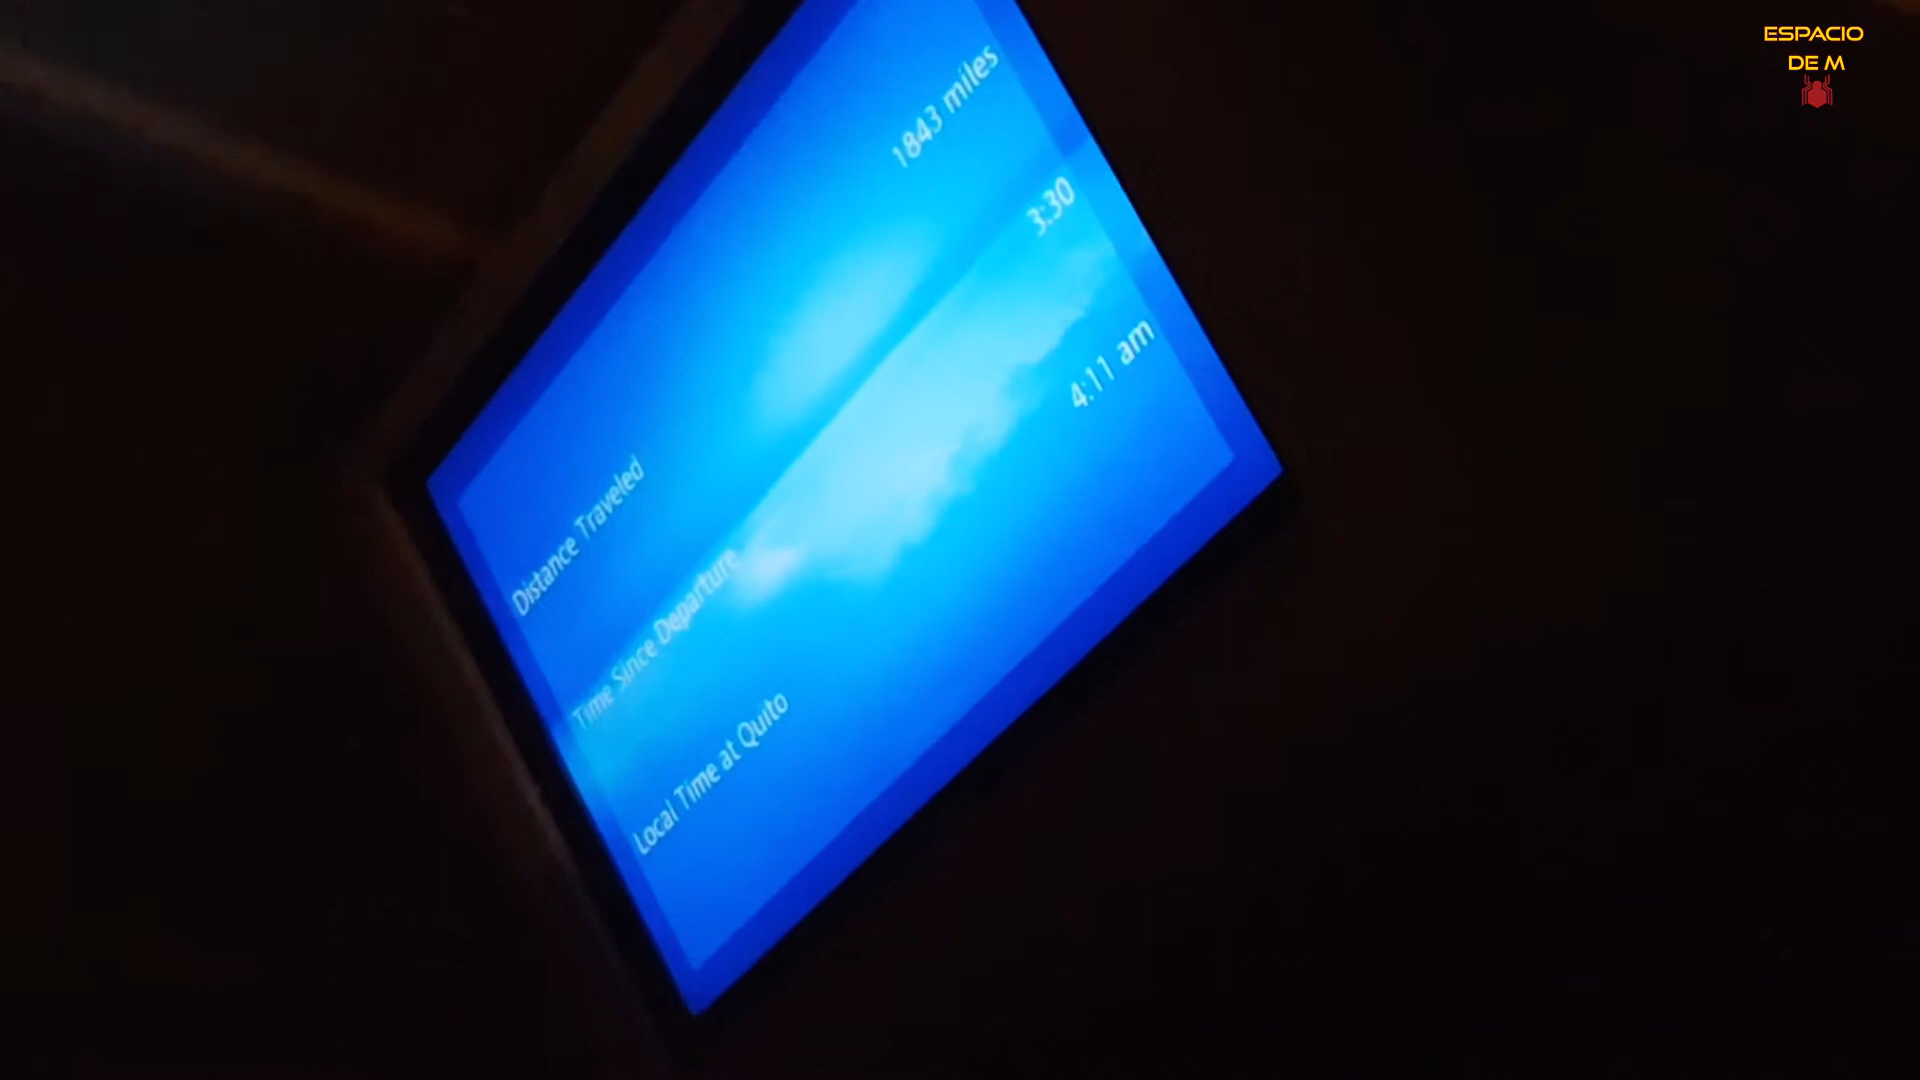 ESPACIO
DE M
Distance Traveled 1843 miles
Time Since Departure 3:30
Local Time at Quito 4:11 am